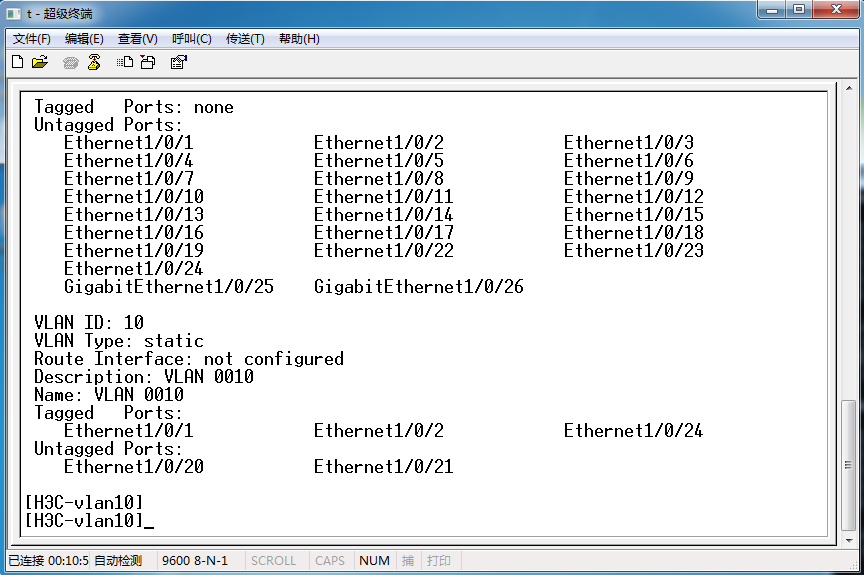 t - 超级终端
文件(F) 编辑(E) 查看(V) 呼叫(C) 传送(T) 帮助(H)
Tagged Ports: none
Untagged Ports:
Ethernet1/0/1 Ethernet1/0/2 Ethernet1/0/3
Ethernet1/0/4 Ethernet1/0/5 Ethernet1/0/6
Ethernet1/0/7 Ethernet1/0/8 Ethernet1/0/9
Ethernet1/0/10 Ethernet1/0/11 Ethernet1/0/12
Ethernet1/0/13 Ethernet1/0/14 Ethernet1/0/15
Ethernet1/0/16 Ethernet1/0/17 Ethernet1/0/18
Ethernet1/0/19 Ethernet1/0/22 Ethernet1/0/23
Ethernet1/0/24
GigabitEthernet1/0/25 GigabitEthernet1/0/26
VLAN ID: 10
VLAN Type: static
Route Interface: not configured
Description: VLAN 0010
Name: VLAN 0010
Tagged Ports:
Ethernet1/0/1 Ethernet1/0/2 Ethernet1/0/24
Untagged Ports:
Ethernet1/0/20 Ethernet1/0/21
[H3C-vlan10]
[H3C-vlan10]_
已连接 00:10:5 自动检测 9600 8-N-1 SCROLL CAPS NUM 捕 打印